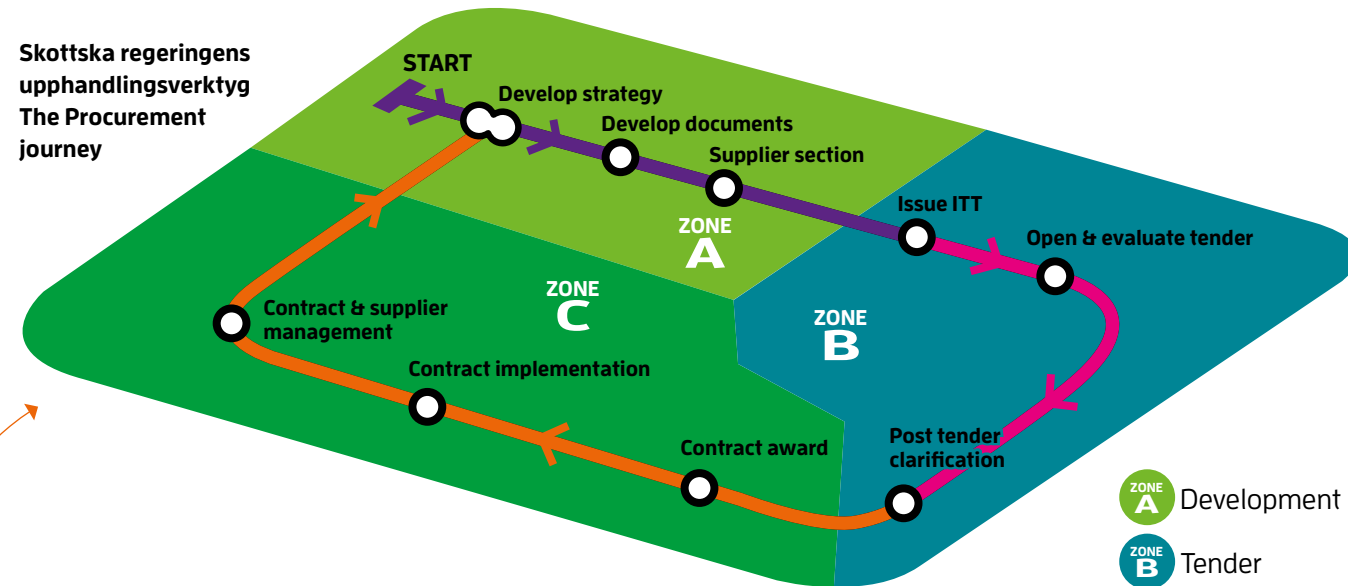 Skottska regeringens
upphandlingsverktyg
The Procurement
journey
START
Develop strategy
Develop documents
Supplier section
ZONE
A
Issue ITT
Open & evaluate tender
ZONE
B
ZONE
C
Contract & supplier
management
Contract implementation
Contract award
Post tender
clarification
ZONE
A
Development
ZONE
B
Tender